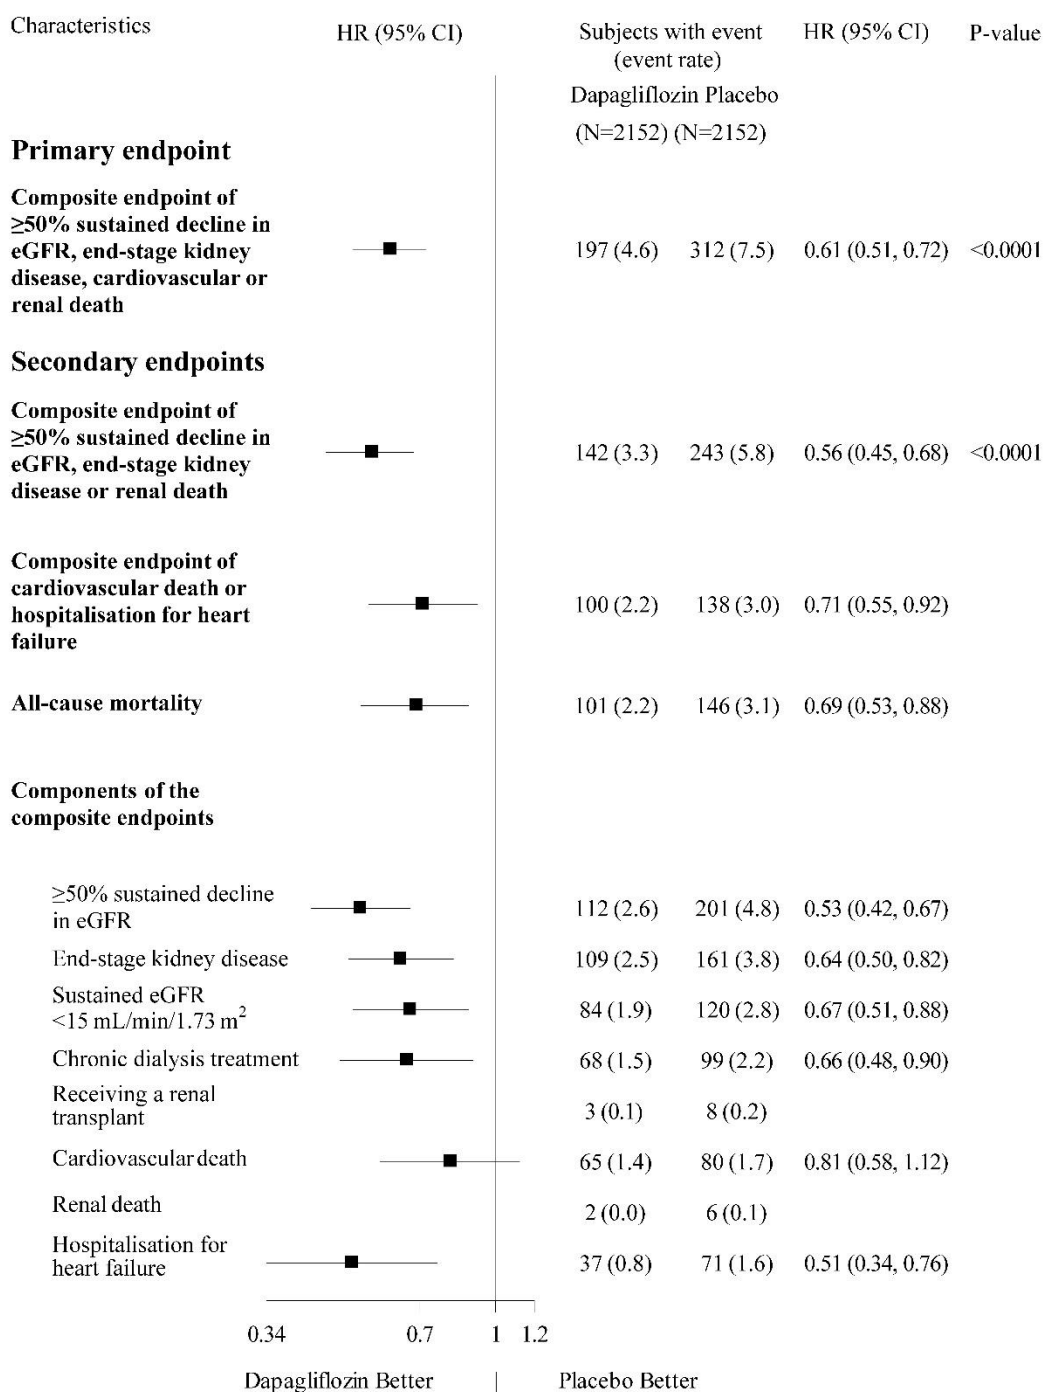 Characteristics HR (95% CI) Subjects with event HR (95% CI) P-value
(event rate)
Dapagliflozin Placebo
(N=2152) (N=2152)
Primary endpoint
Composite endpoint of
≥50% sustained decline in
eGFR, end-stage kidney 197 (4.6) 312 (7.5) 0.61 (0.51, 0.72) <0.0001
disease, cardiovascular or
renal death
Secondary endpoints
Composite endpoint of
≥50% sustained decline in
eGFR, end-stage kidney 142 (3.3) 243 (5.8) 0.56 (0.45, 0.68) <0.0001
disease or renal death
Composite endpoint of
cardiovascular death or
hospitalisation for heart 100 (2.2) 138 (3.0) 0.71 (0.55, 0.92)
failure
All-cause mortality 101 (2.2) 146 (3.1) 0.69 (0.53, 0.88)
Components of the
composite endpoints
≥50% sustained decline
in eGFR 112 (2.6) 201 (4.8) 0.53 (0.42, 0.67)
End-stage kidney disease 109 (2.5) 161 (3.8) 0.64 (0.50, 0.82)
Sustained eGFR
<15 mL/min/1.73 m² 84 (1.9) 120 (2.8) 0.67 (0.51, 0.88)
Chronic dialysis treatment 68 (1.5) 99 (2.2) 0.66 (0.48, 0.90)
Receiving a renal
transplant 3 (0.1) 8 (0.2)
Cardiovascular death 65 (1.4) 80 (1.7) 0.81 (0.58, 1.12)
Renal death 2 (0.0) 6 (0.1)
Hospitalisation for
heart failure 37 (0.8) 71 (1.6) 0.51 (0.34, 0.76)
0.34 0.7 1 1.2
Dapagliflozin Better | Placebo Better